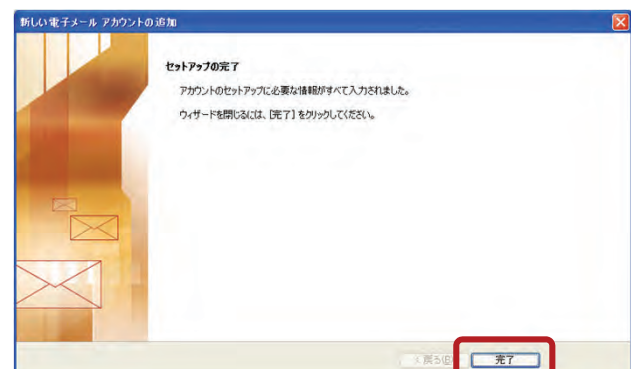 新しい電子メール アカウントの追加
セットアップの完了
アカウントのセットアップに必要な情報がすべて入力されました。
ウィザードを閉じるには、[完了] をクリックしてください。
< 戻る(B)
完了